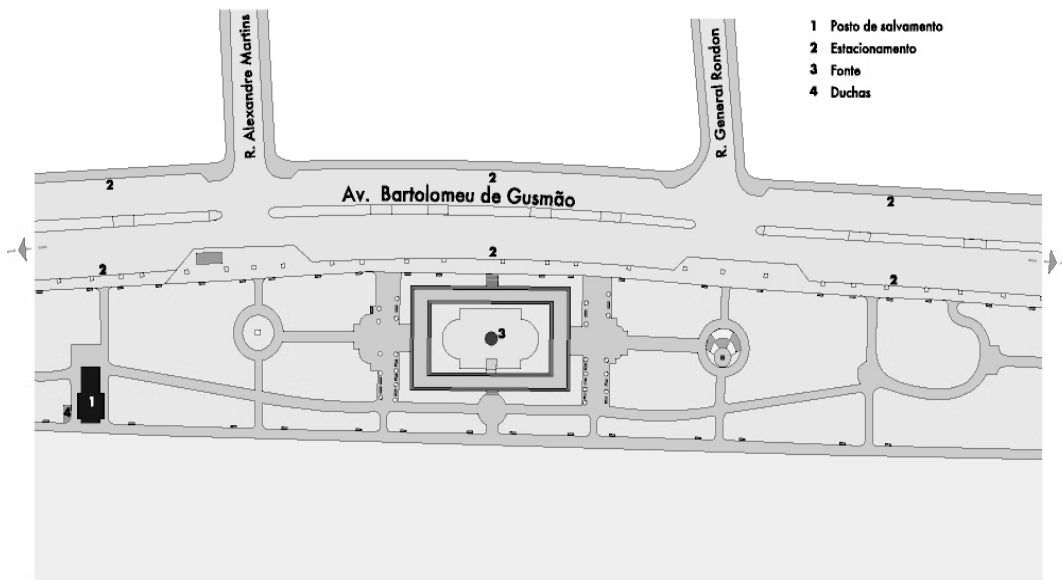 1 Posto de salvamento
2 Estacionamento
3 Fonte
4 Duchas
R. Alexandre Martins
R. General Rondon
2
2
Av. Bartolomeu de Gusmão
2
2
2
2
3
1
4